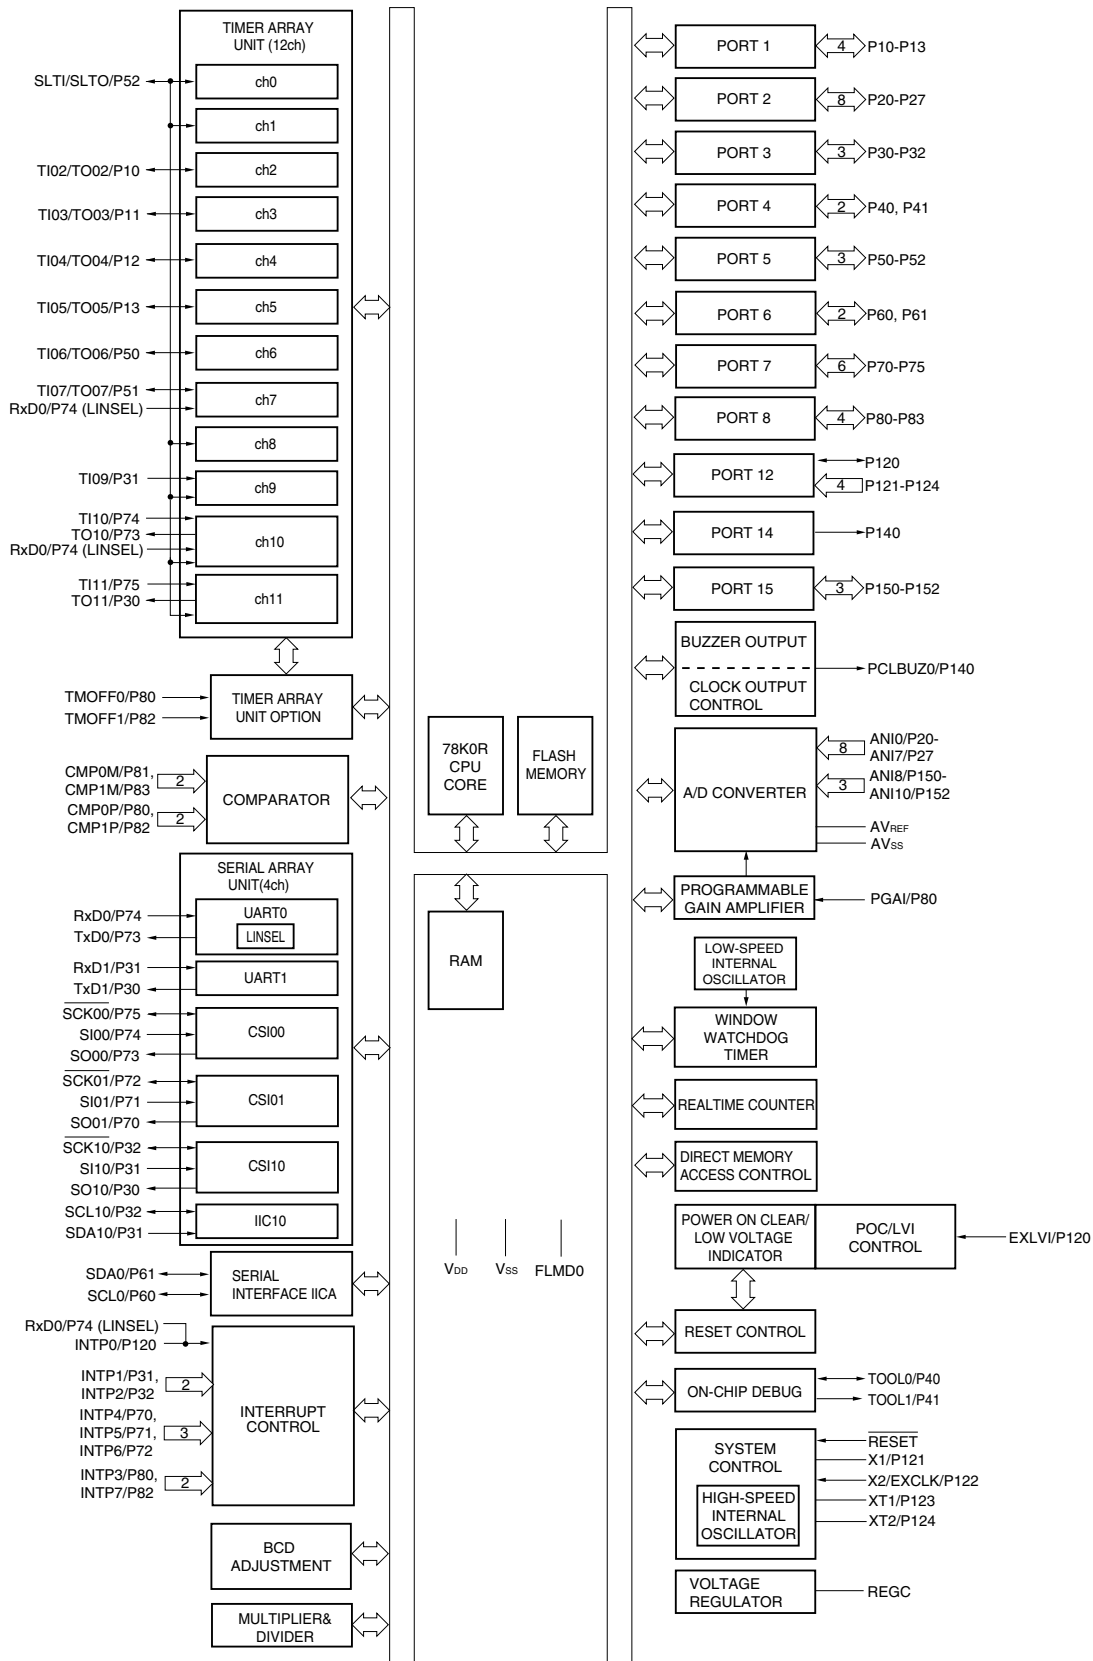 TIMER ARRAY
UNIT (12ch)
SLTI/SLTO/P52
ch0
ch1
TI02/TO02/P10
ch2
TI03/TO03/P11
ch3
TI04/TO04/P12
ch4
TI05/TO05/P13
ch5
TI06/TO06/P50
ch6
TI07/TO07/P51
RxD0/P74 (LINSEL)
ch7
ch8
TI09/P31
ch9
TI10/P74
TO10/P73
RxD0/P74 (LINSEL)
ch10
TI11/P75
TO11/P30
ch11
TMOFF0/P80
TMOFF1/P82
TIMER ARRAY
UNIT OPTION
CMP0M/P81,
CMP1M/P83
2
CMP0P/P80,
CMP1P/P82
2
COMPARATOR
SERIAL ARRAY
UNIT(4ch)
RxD0/P74
TxD0/P73
UART0
LINSEL
RxD1/P31
TxD1/P30
UART1
SCK00/P75
SI00/P74
SO00/P73
CSI00
SCK01/P72
SI01/P71
SO01/P70
CSI01
SCK10/P32
SI10/P31
SO10/P30
CSI10
SCL10/P32
SDA10/P31
IIC10
SDA0/P61
SCL0/P60
SERIAL
INTERFACE IICA
RxD0/P74 (LINSEL)
INTP0/P120
INTP1/P31,
INTP2/P32
2
INTP4/P70,
INTP5/P71,
INTP6/P72
3
INTP3/P80,
INTP7/P82
2
INTERRUPT
CONTROL
BCD
ADJUSTMENT
MULTIPLIER&
DIVIDER
78K0R
CPU
CORE
FLASH
MEMORY
RAM
VDD
VSS
FLMD0
PORT 1
4
P10-P13
PORT 2
8
P20-P27
PORT 3
3
P30-P32
PORT 4
2
P40, P41
PORT 5
3
P50-P52
PORT 6
2
P60, P61
PORT 7
6
P70-P75
PORT 8
4
P80-P83
PORT 12
P120
4
P121-P124
PORT 14
P140
PORT 15
3
P150-P152
BUZZER OUTPUT
CLOCK OUTPUT
CONTROL
PCLBUZ0/P140
A/D CONVERTER
8
ANI0/P20-
ANI7/P27
3
ANI8/P150-
ANI10/P152
AVREF
AVSS
PROGRAMMABLE
GAIN AMPLIFIER
PGAI/P80
LOW-SPEED
INTERNAL
OSCILLATOR
WINDOW
WATCHDOG
TIMER
REALTIME COUNTER
DIRECT MEMORY
ACCESS CONTROL
POWER ON CLEAR/
LOW VOLTAGE
INDICATOR
POC/LVI
CONTROL
EXLVI/P120
RESET CONTROL
ON-CHIP DEBUG
TOOL0/P40
TOOL1/P41
SYSTEM
CONTROL
HIGH-SPEED
INTERNAL
OSCILLATOR
RESET
X1/P121
X2/EXCLK/P122
XT1/P123
XT2/P124
VOLTAGE
REGULATOR
REGC